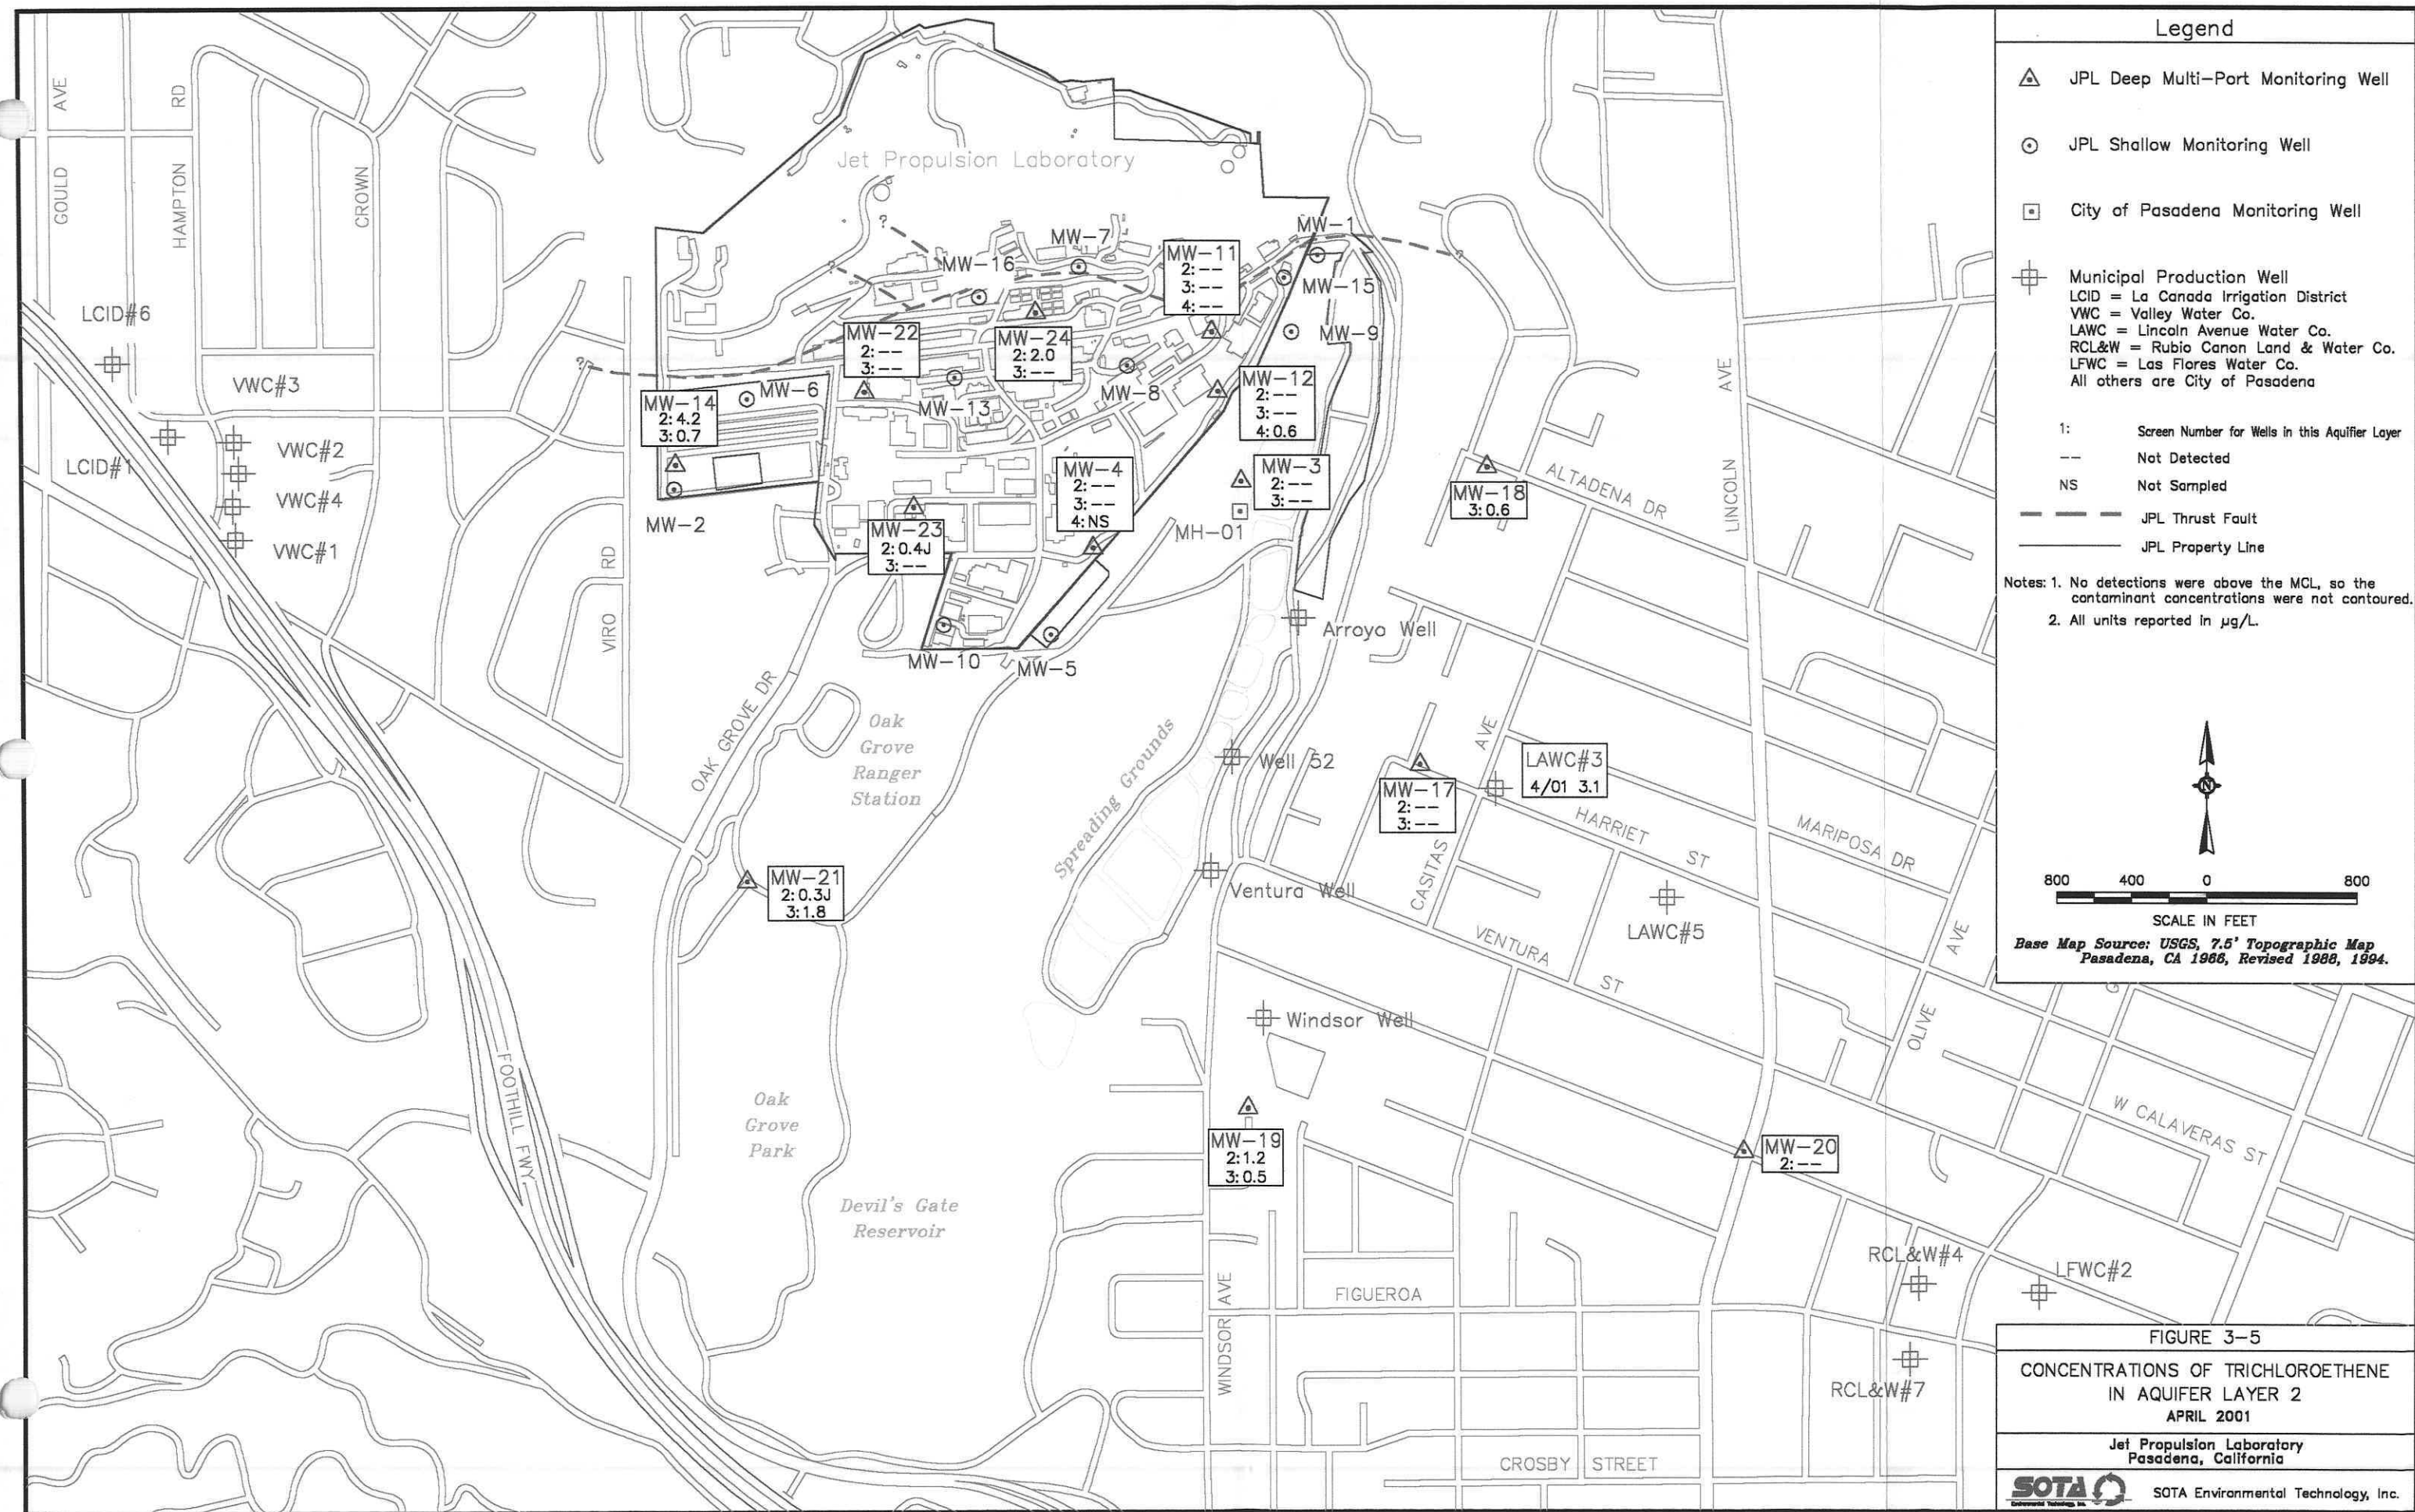 Legend
JPL Deep Multi-Port Monitoring Well
JPL Shallow Monitoring Well
City of Pasadena Monitoring Well
Municipal Production Well
LCID = La Canada Irrigation District
VWC = Valley Water Co.
LAWC = Lincoln Avenue Water Co.
RCL&W = Rubio Canon Land & Water Co.
LFWC = Las Flores Water Co.
All others are City of Pasadena
1: Screen Number for Wells in this Aquifier Layer
-- Not Detected
NS Not Sampled
JPL Thrust Fault
JPL Property Line
Notes: 1. No detections were above the MCL, so the
contaminant concentrations were not contoured.
2. All units reported in µg/L.
N
800 400 0 800
SCALE IN FEET
Base Map Source: USGS, 7.5' Topographic Map
Pasadena, CA 1966, Revised 1988, 1994.
FIGURE 3-5
CONCENTRATIONS OF TRICHLOROETHENE
IN AQUIFER LAYER 2
APRIL 2001
Jet Propulsion Laboratory
Pasadena, California
SOTA
SOTA Environmental Technology, Inc.
GOULD AVE
HAMPTON RD
CROWN
Jet Propulsion Laboratory
?
?
?
?
LCID#6
VWC#3
LCID#1
VWC#2
VWC#4
VWC#1
VIRO RD
MW-7
MW-16
MW-1
MW-15
MW-9
MW-11
2: --
3: --
4: --
MW-22
2: --
3: --
MW-24
2: 2.0
3: --
MW-6
MW-13
MW-8
MW-14
2: 4.2
3: 0.7
MW-12
2: --
3: --
4: 0.6
MW-2
MW-4
2: --
3: --
4: NS
MW-3
2: --
3: --
MH-01
MW-23
2: 0.4J
3: --
MW-18
3: 0.6
ALTADENA DR
LINCOLN AVE
MW-10
MW-5
Arroyo Well
OAK GROVE DR
Oak
Grove
Ranger
Station
Spreading Grounds
Well 52
MW-17
2: --
3: --
LAWC#3
4/01 3.1
CASITAS AVE
HARRIET ST
MARIPOSA DR
MW-21
2: 0.3J
3: 1.8
Ventura Well
LAWC#5
VENTURA ST
Windsor Well
OLIVE AVE
FOOTHILL FWY
Oak
Grove
Park
Devil's Gate
Reservoir
MW-19
2: 1.2
3: 0.5
MW-20
2: --
W CALAVERAS ST
RCL&W#4
LFWC#2
RCL&W#7
WINDSOR AVE
FIGUEROA
CROSBY STREET